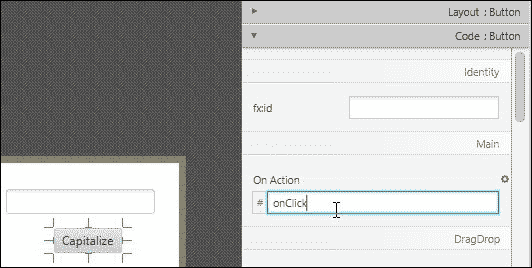 Layout : Button
Code : Button
Identity
fx:id
Main
On Action
# onClick
Capitalize
DragDrop